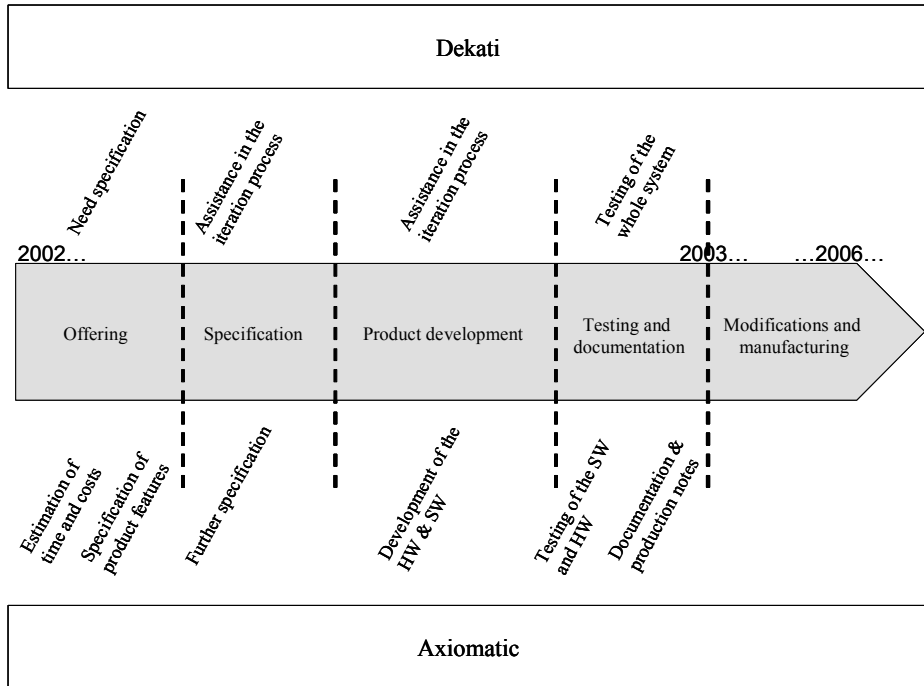 Dekati
Need specification
Assistance in the
iteration process
Assistance in the
iteration process
Testing of the
whole system
2002...
2003...
...2006...
Offering
Specification
Product development
Testing and
documentation
Modifications and
manufacturing
Estimation of
time and costs
Specification of
product features
Further specification
Development of the
HW & SW
Testing of the SW
and HW
Documentation &
production notes
Axiomatic